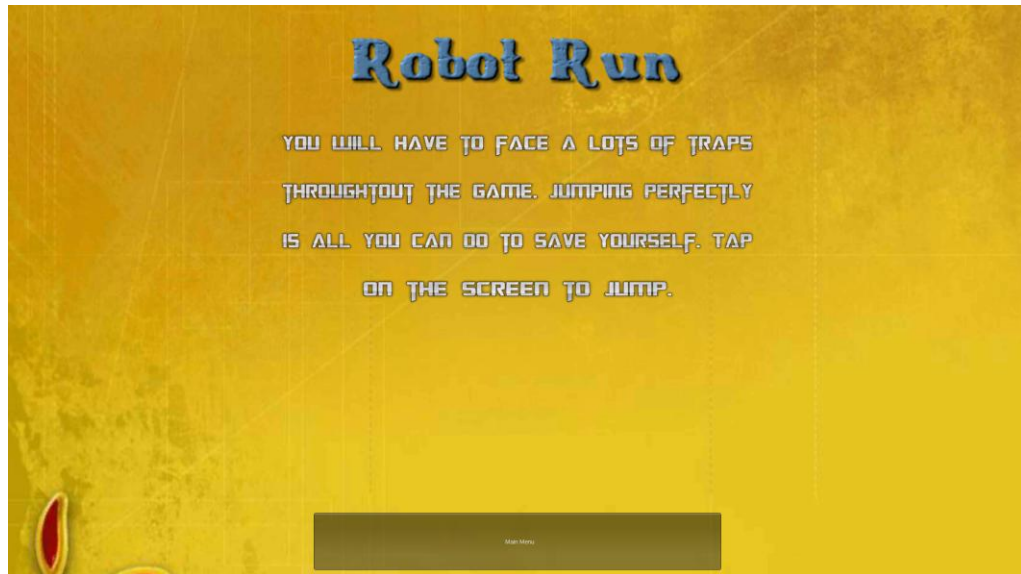 Robot Run
YOU WILL HAVE TO FACE A LOTS OF TRAPS
THROUGHTOUT THE GAME. JUMPING PERFECTLY
IS ALL YOU CAN DO TO SAVE YOURSELF. TAP
ON THE SCREEN TO JUMP.
Main Menu